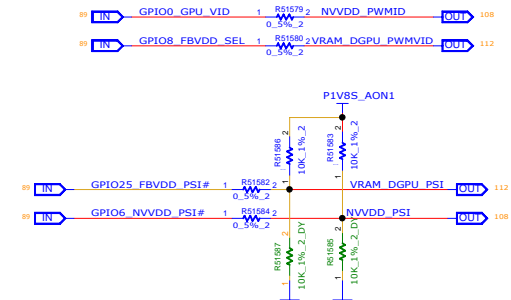 89 IN GPIO0_GPU_VID 1 R51579 2 NVVDD_PWMID OUT 108
0_5%_2
89 IN GPIO8_FBVDD_SEL 1 R51580 2 VRAM_DGPU_PWMVID OUT 112
0_5%_2
P1V8S_AON1
2 R51586 10K_1%_2 1
2 R51583 10K_1%_2 1
89 IN GPIO25_FBVDD_PSI# 1 R51582 2 VRAM_DGPU_PSI OUT 112
0_5%_2
89 IN GPIO6_NVVDD_PSI# 1 R51584 2 NVVDD_PSI OUT 108
0_5%_2
2 R51587 10K_1%_2_DY 1
2 R51585 10K_1%_2_DY 1